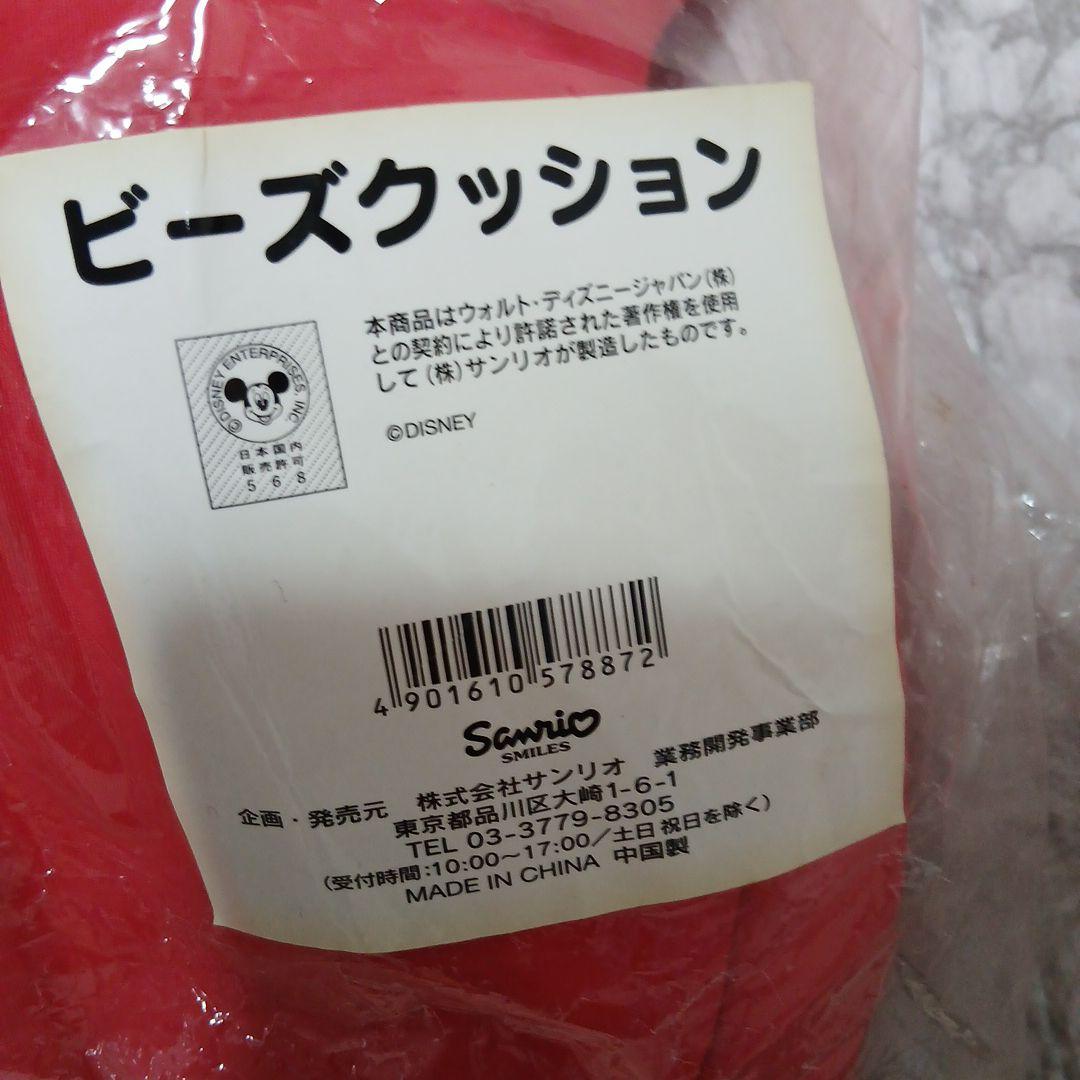 ビーズクッション
本商品はウォルト・ディズニージャパン(株)
との契約により許諾された著作権を使用
して(株)サンリオが製造したものです。
©DISNEY
©DISNEY ENTERPRISES, INC
日本国内
販売許可
568
4901610578872
Sanrio
SMILES
企画・発売元 株式会社サンリオ 業務開発事業部
東京都品川区大崎1-6-1
TEL 03-3779-8305
(受付時間:10:00~17:00/土日祝日を除く)
MADE IN CHINA 中国製